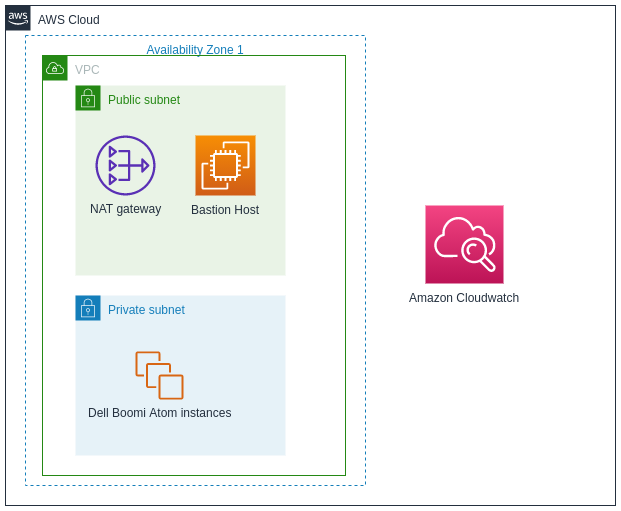 aws
AWS Cloud
Availability Zone 1
VPC
Public subnet
NAT gateway
Bastion Host
Amazon Cloudwatch
Private subnet
Dell Boomi Atom instances